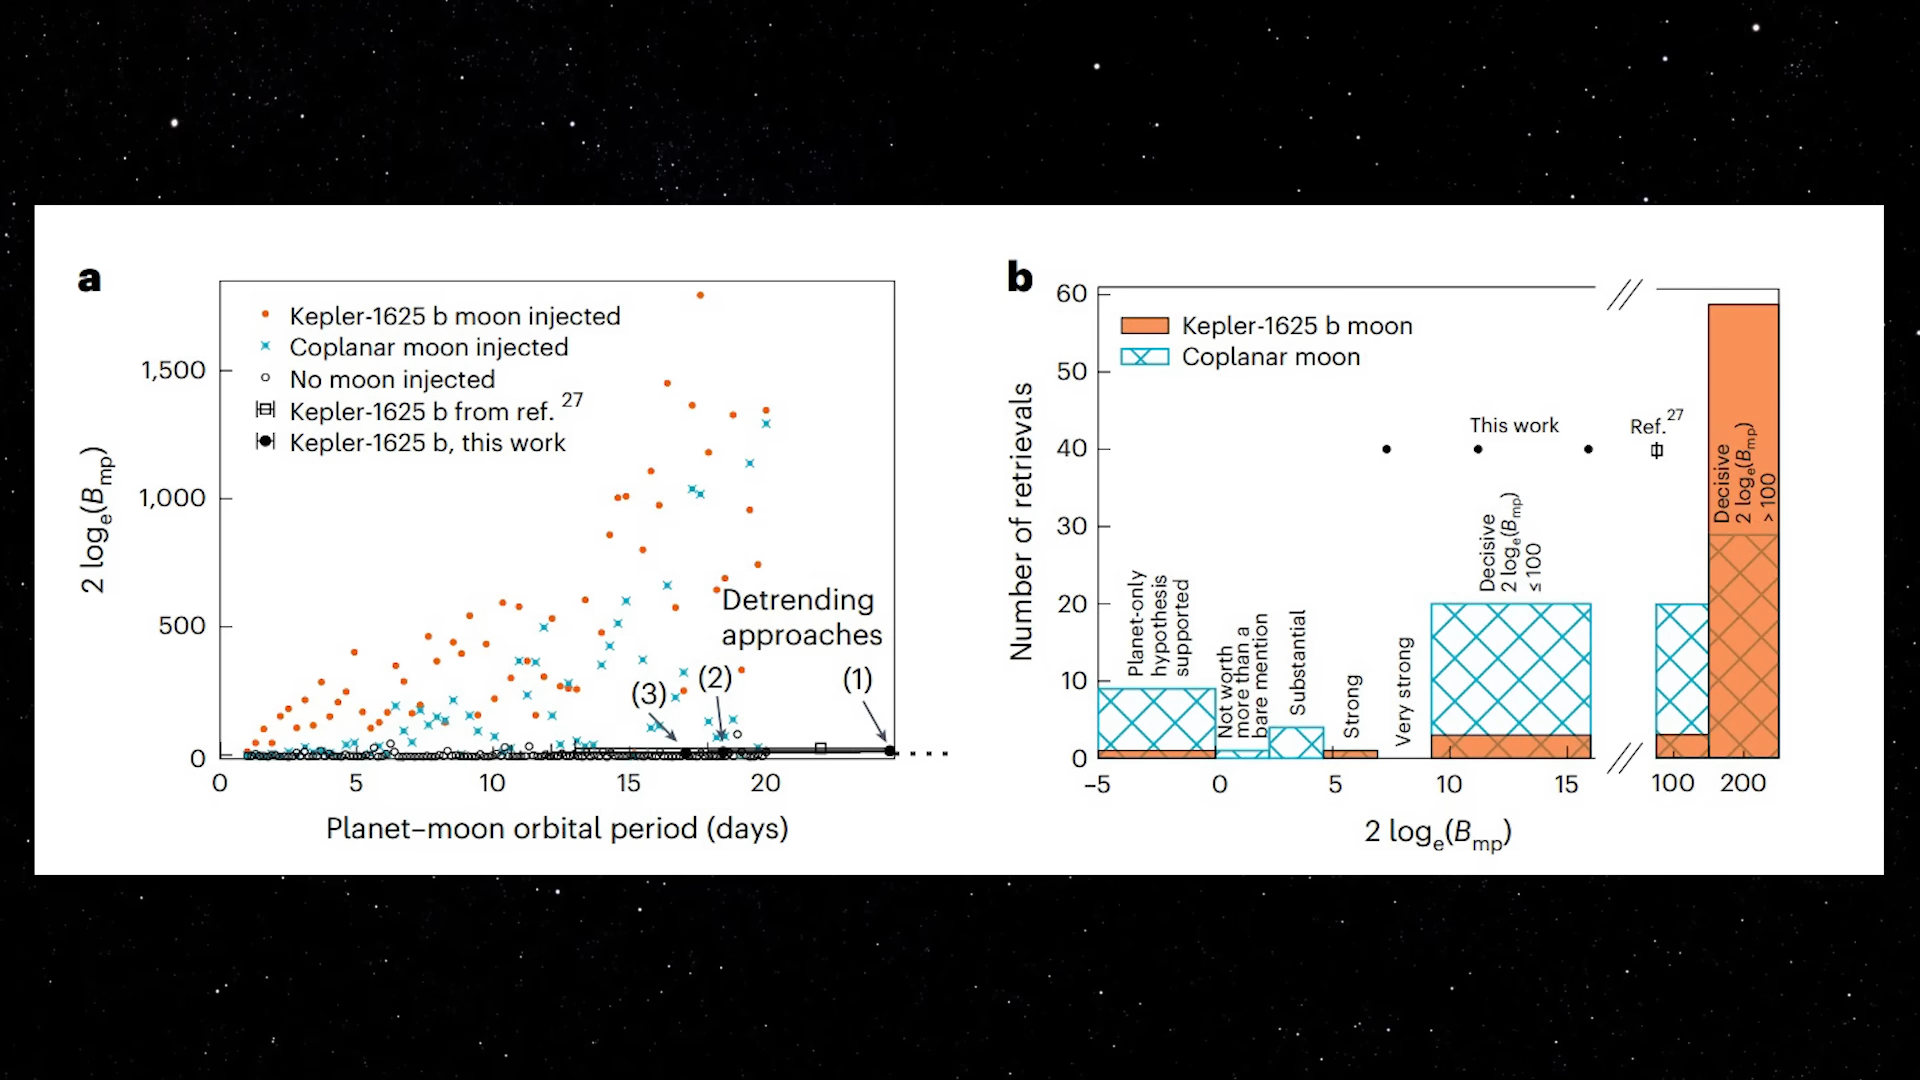 a
Kepler-1625 b moon injected
Coplanar moon injected
No moon injected
Kepler-1625 b from ref. 27
Kepler-1625 b, this work
1,500
1,000
500
0
2 logₑ(Bmp)
Detrending
approaches
(3)
(2)
(1)
0
5
10
15
20
Planet–moon orbital period (days)
b
Kepler-1625 b moon
Coplanar moon
60
50
40
30
20
10
0
Number of retrievals
This work
Ref.27
Planet-only
hypothesis
supported
Not worth
more than a
bare mention
Substantial
Strong
Very strong
Decisive
2 logₑ(Bmp)
≤ 100
Decisive
2 logₑ(Bmp)
> 100
–5
0
5
10
15
100
200
2 logₑ(Bmp)